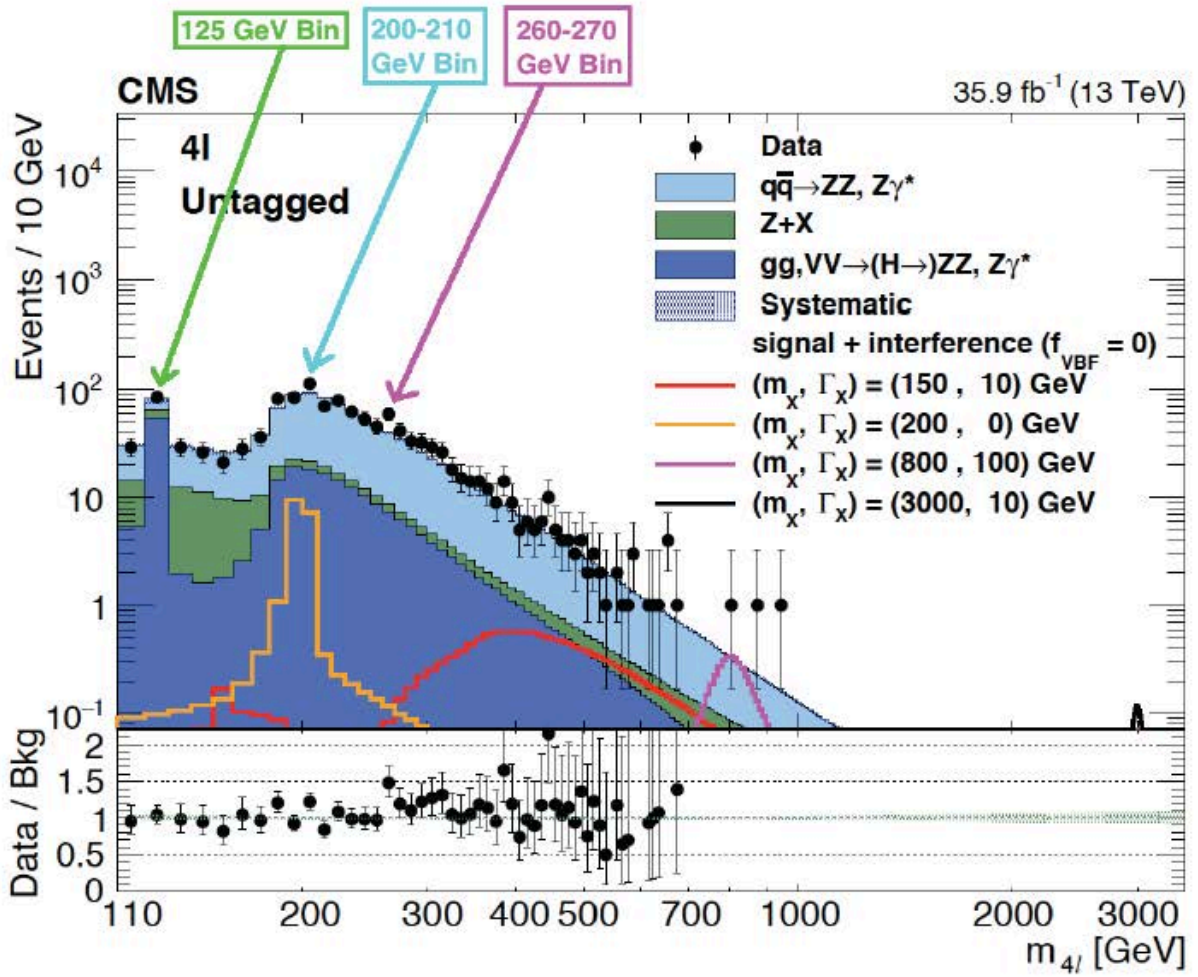 125 GeV Bin
200-210
GeV Bin
260-270
GeV Bin
CMS
35.9 fb⁻¹ (13 TeV)
4l
Untagged
Data
qq̅→ZZ, Zγ*
Z+X
gg,VV→(H→)ZZ, Zγ*
Systematic
signal + interference (f_VBF = 0)
(m_X, Γ_X) = (150 , 10) GeV
(m_X, Γ_X) = (200 , 0) GeV
(m_X, Γ_X) = (800 , 100) GeV
(m_X, Γ_X) = (3000, 10) GeV
Events / 10 GeV
10⁴
10³
10²
10
1
10⁻¹
Data / Bkg
2
1.5
1
0.5
0
110 200 300 400 500 700 1000 2000 3000
m_4l [GeV]